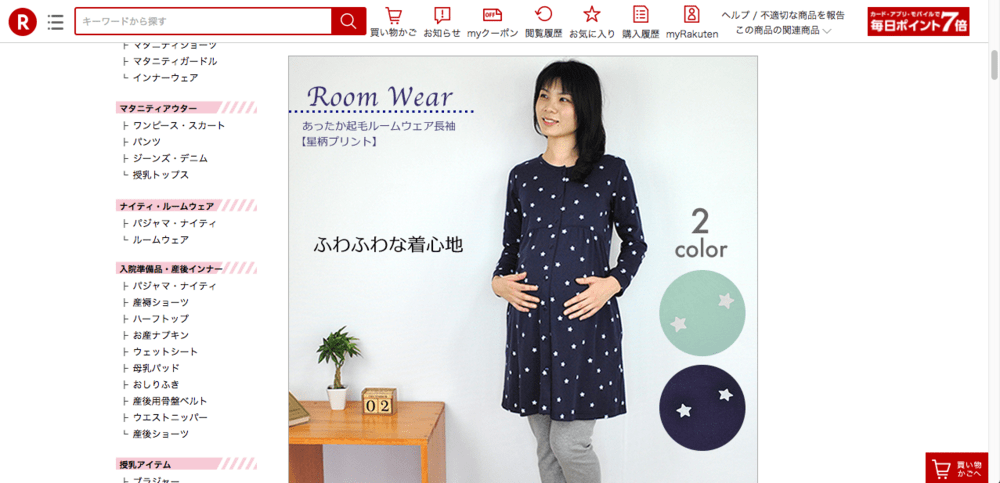 R
キーワードから探す
買い物かご
お知らせ
myクーポン
OFF
閲覧履歴
お気に入り
購入履歴
myRakuten
ヘルプ / 不適切な商品を報告
この商品の関連商品
カード・アプリ・モバイルで
毎日ポイント7倍
├ マタニティショーツ
├ マタニティガードル
└ インナーウェア
マタニティアウター
├ ワンピース・スカート
├ パンツ
├ ジーンズ・デニム
└ 授乳トップス
ナイティ・ルームウェア
├ パジャマ・ナイティ
└ ルームウェア
入院準備品・産後インナー
├ パジャマ・ナイティ
├ 産褥ショーツ
├ ハーフトップ
├ お産ナプキン
├ ウェットシート
├ 母乳パッド
├ おしりふき
├ 産後用骨盤ベルト
├ ウエストニッパー
└ 産後ショーツ
授乳アイテム
├ ブラジャー
Room Wear
あったか起毛ルームウェア長袖
【星柄プリント】
ふわふわな着心地
2
color
02
買い物
かごへ